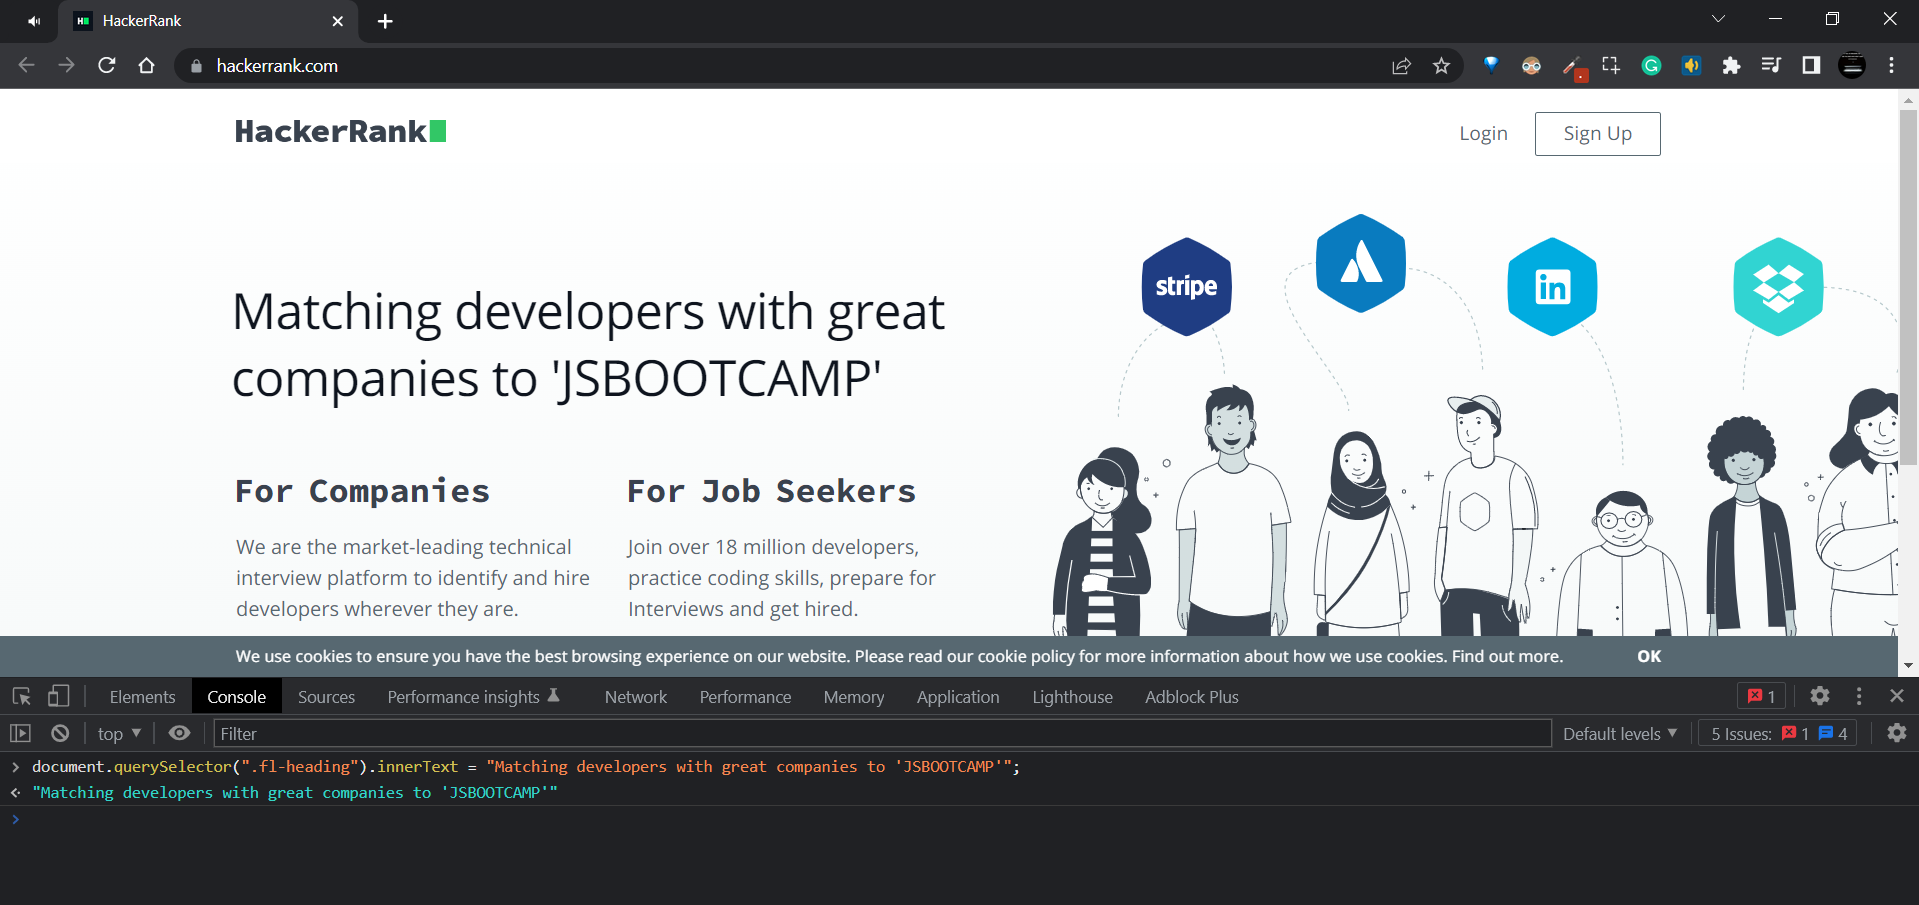 HackerRank
hackerrank.com
HackerRank
Login
Sign Up
stripe
in
Matching developers with great
companies to 'JSBOOTCAMP'
For Companies
For Job Seekers
We are the market-leading technical
interview platform to identify and hire
developers wherever they are.
Join over 18 million developers,
practice coding skills, prepare for
Interviews and get hired.
We use cookies to ensure you have the best browsing experience on our website. Please read our cookie policy for more information about how we use cookies. Find out more.
OK
Elements Console Sources Performance insights Network Performance Memory Application Lighthouse Adblock Plus 1
top Filter Default levels 5 Issues: 1 4
document.querySelector(".fl-heading").innerText = "Matching developers with great companies to 'JSBOOTCAMP'";
"Matching developers with great companies to 'JSBOOTCAMP'"